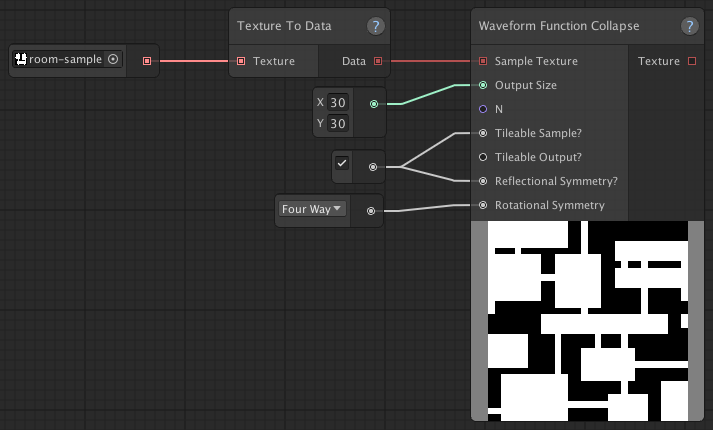 Texture To Data ?
Waveform Function Collapse ?
room-sample
Texture
Data
Sample Texture
Texture
Output Size
X 30
Y 30
N
Tileable Sample?
Tileable Output?
Reflectional Symmetry?
Four Way
Rotational Symmetry